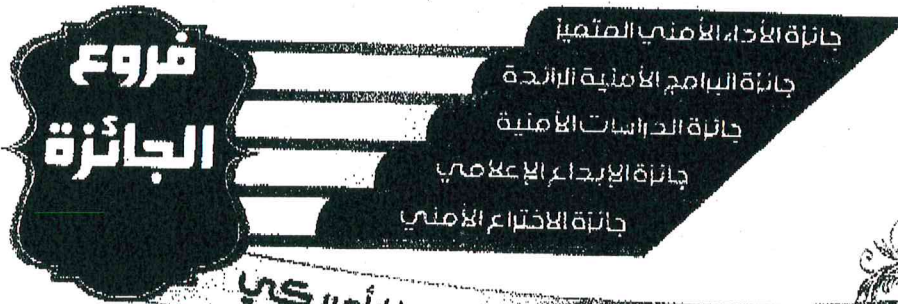 فروع
الجائزة
جائزة الأداء الأمني المتميز
جائزة البرامج الأمنية الرائدة
جائزة الدراسات الأمنية
جائزة الإبداع الإعلامي
جائزة الاختراع الأمني